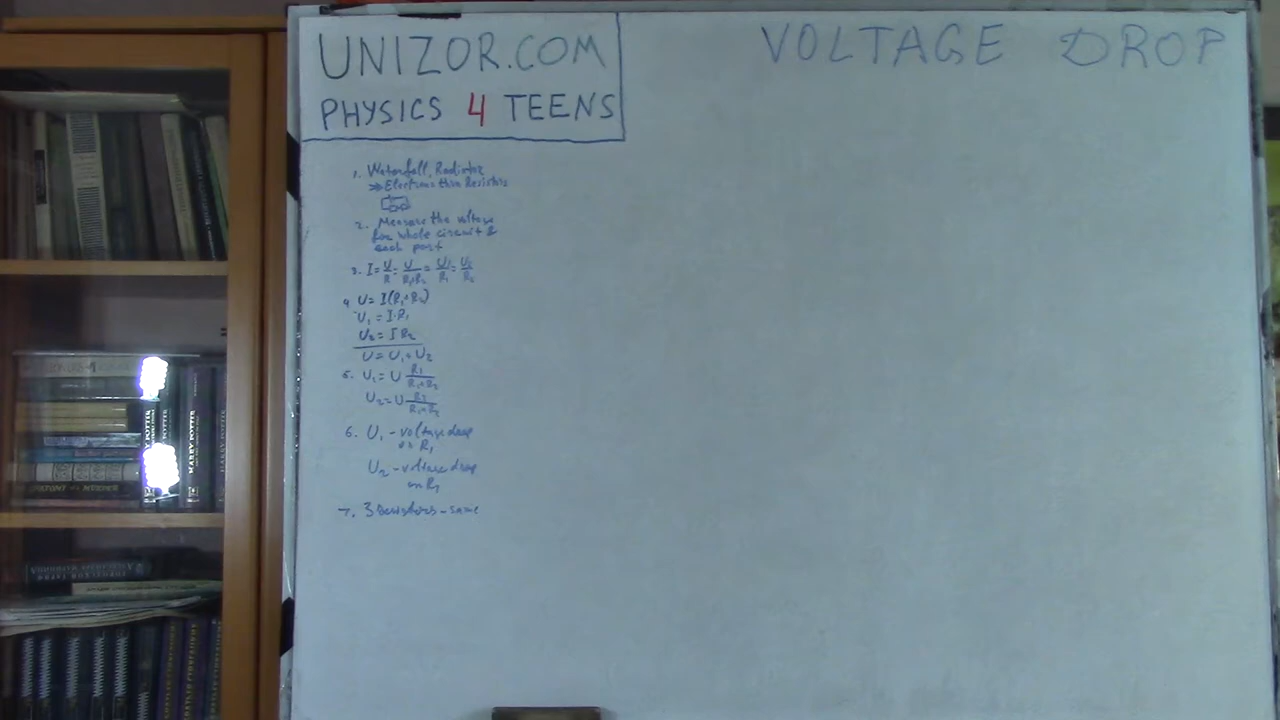 UNIZOR.COM
PHYSICS 4 TEENS
VOLTAGE DROP
1. Waterfall, Radiator
Electrons thru Resistor
2. Measure the voltage
for whole circuit &
each part
3. I = U/R = U/(R₁+R₂) = U₁/R₁ = U₂/R₂
4. U = I(R₁+R₂)
U₁ = I·R₁
U₂ = I R₂
U = U₁ + U₂
5. U₁ = U R₁/(R₁+R₂)
U₂ = U R₂/(R₁+R₂)
6. U₁ - voltage drop
on R₁
U₂ - voltage drop
on
7. 3 Resistors - same
HARRY POTTER